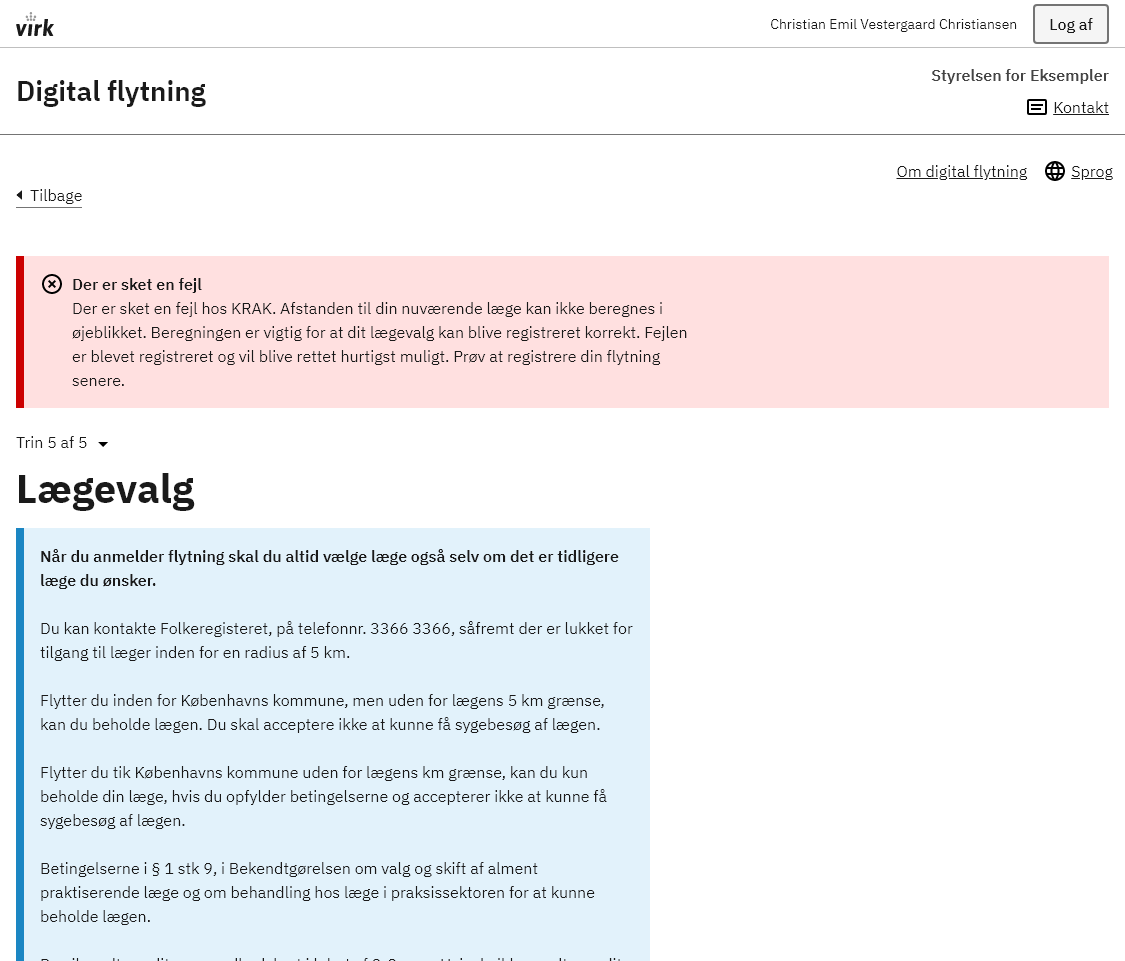 virk
Christian Emil Vestergaard Christiansen
Log af
Digital flytning
Styrelsen for Eksempler
Kontakt
Om digital flytning
Sprog
Tilbage
Der er sket en fejl
Der er sket en fejl hos KRAK. Afstanden til din nuværende læge kan ikke beregnes i
øjeblikket. Beregningen er vigtig for at dit lægevalg kan blive registreret korrekt. Fejlen
er blevet registreret og vil blive rettet hurtigst muligt. Prøv at registrere din flytning
senere.
Trin 5 af 5
Lægevalg
Når du anmelder flytning skal du altid vælge læge også selv om det er tidligere
læge du ønsker.
Du kan kontakte Folkeregisteret, på telefonnr. 3366 3366, såfremt der er lukket for
tilgang til læger inden for en radius af 5 km.
Flytter du inden for Københavns kommune, men uden for lægens 5 km grænse,
kan du beholde lægen. Du skal acceptere ikke at kunne få sygebesøg af lægen.
Flytter du tik Københavns kommune uden for lægens km grænse, kan du kun
beholde din læge, hvis du opfylder betingelserne og accepterer ikke at kunne få
sygebesøg af lægen.
Betingelserne i § 1 stk 9, i Bekendtgørelsen om valg og skift af alment
praktiserende læge og om behandling hos læge i praksissektoren for at kunne
beholde lægen.